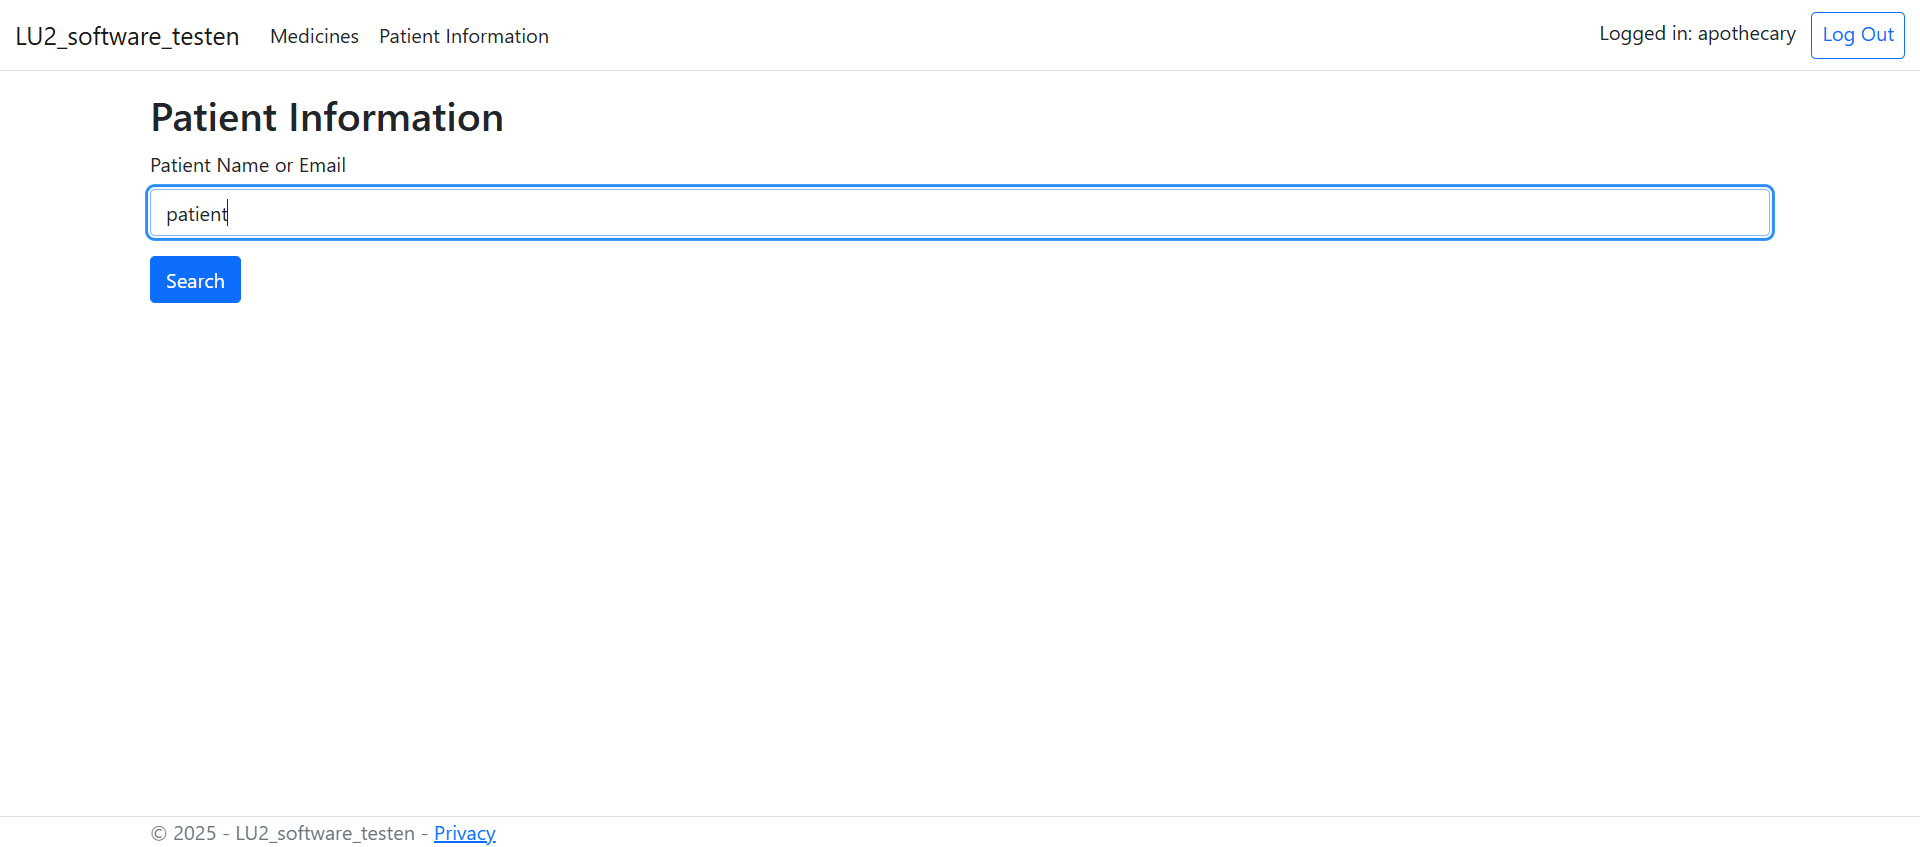 LU2_software_testen Medicines Patient Information Logged in: apothecary Log Out
Patient Information
Patient Name or Email
patient
Search
© 2025 - LU2_software_testen - Privacy